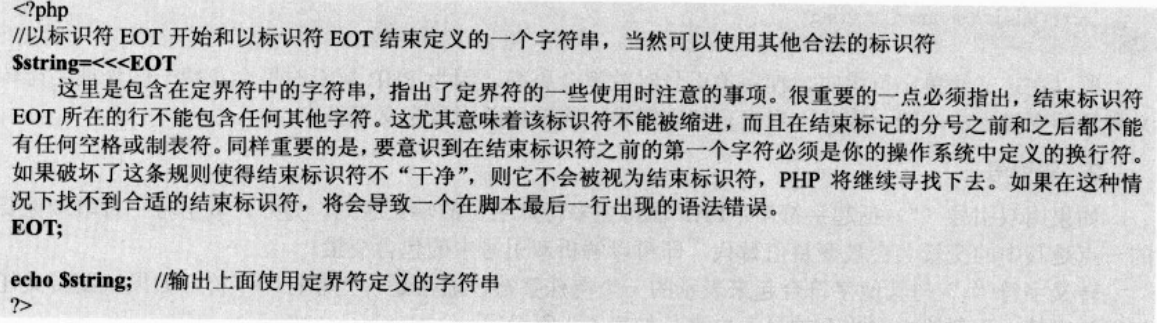 <?php
//以标识符 EOT 开始和以标识符 EOT 结束定义的一个字符串，当然可以使用其他合法的标识符
$string=<<<EOT
这里是包含在定界符中的字符串，指出了定界符的一些使用时注意的事项。很重要的一点必须指出，结束标识符
EOT 所在的行不能包含任何其他字符。这尤其意味着该标识符不能被缩进，而且在结束标记的分号之前和之后都不能
有任何空格或制表符。同样重要的是，要意识到在结束标识符之前的第一个字符必须是你的操作系统中定义的换行符。
如果破坏了这条规则使得结束标识符不“干净”，则它不会被视为结束标识符，PHP 将继续寻找下去。如果在这种情
况下找不到合适的结束标识符，将会导致一个在脚本最后一行出现的语法错误。
EOT;
echo $string; //输出上面使用定界符定义的字符串
?>